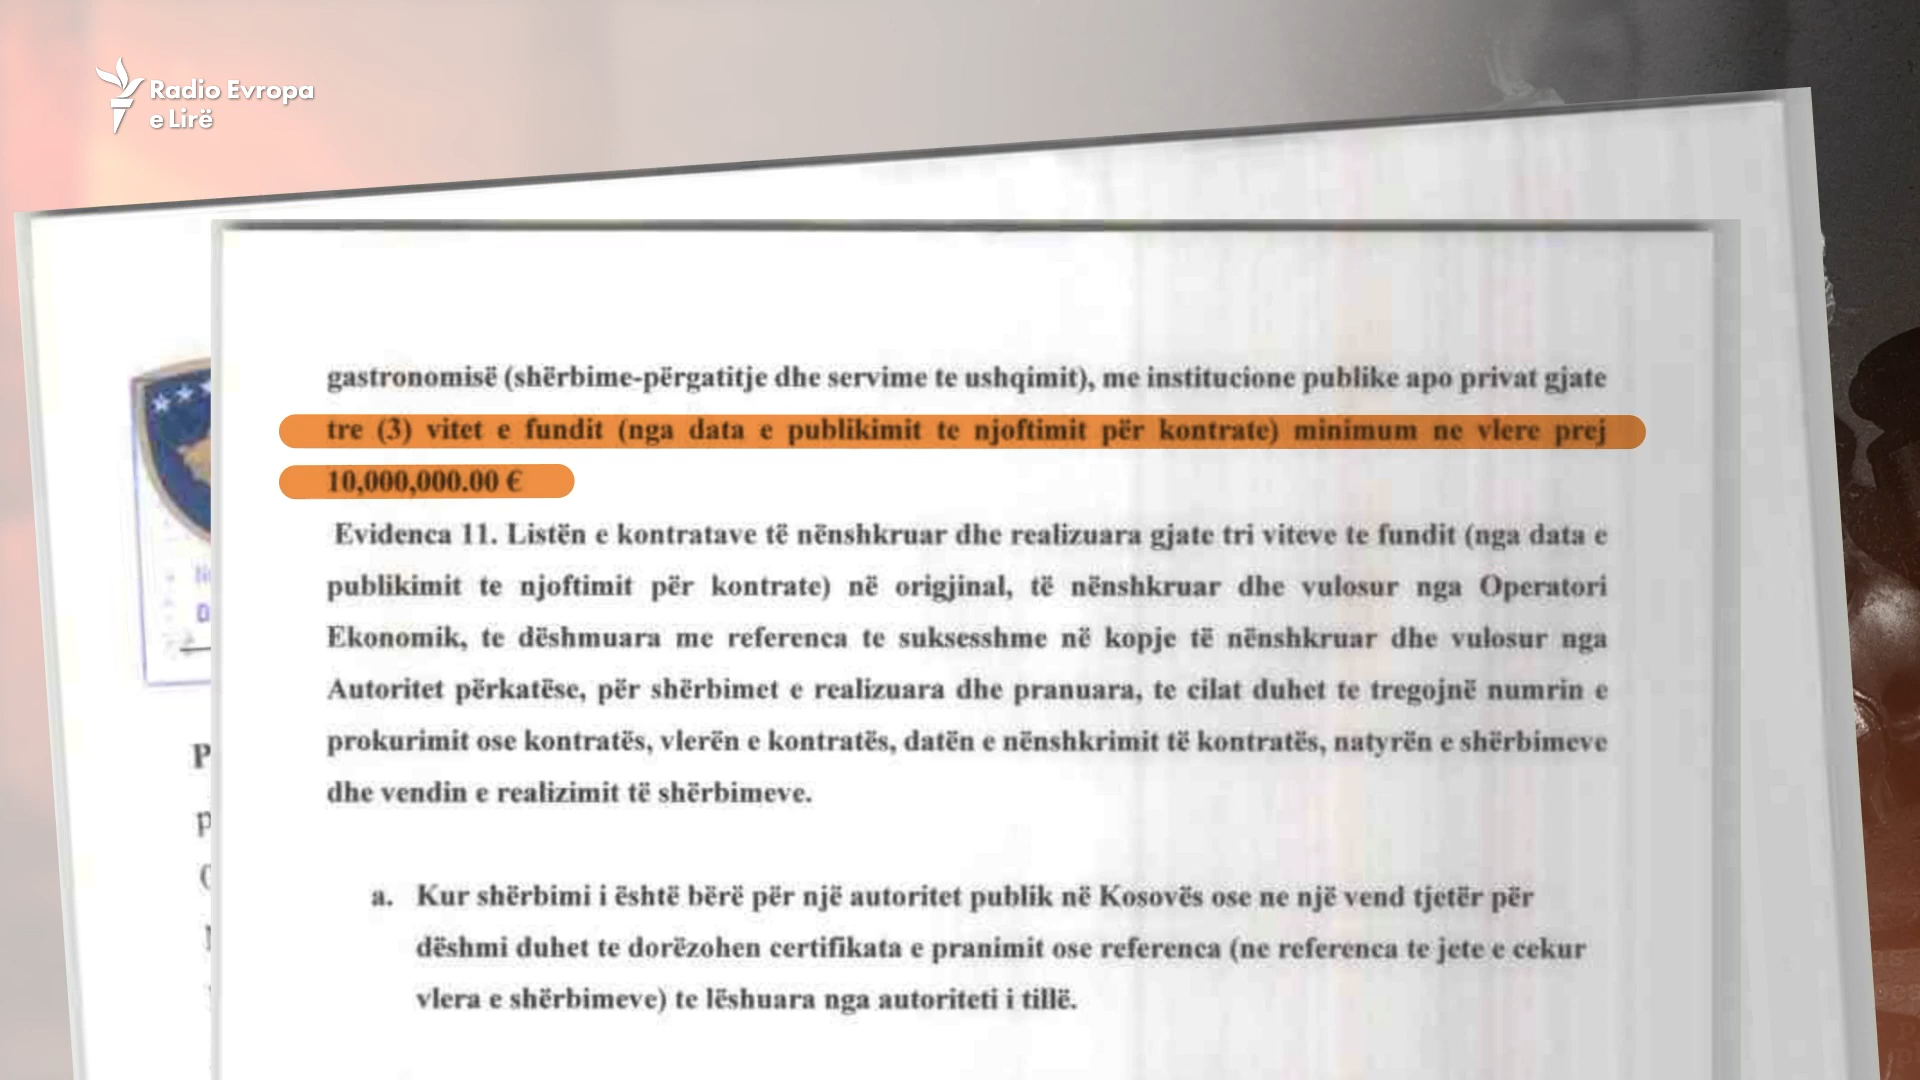 Radio Evropa
e Lirë
gastronomisë (shërbime-përgatitje dhe servime te ushqimit), me institucione publike apo privat gjate
tre (3) vitet e fundit (nga data e publikimit te njoftimit për kontrate) minimum ne vlere prej
10,000,000.00 €
Evidenca 11. Listën e kontratave të nënshkruar dhe realizuara gjate tri viteve te fundit (nga data e
publikimit te njoftimit për kontrate) në origjinal, të nënshkruar dhe vulosur nga Operatori
Ekonomik, te dëshmuara me referenca te suksesshme në kopje të nënshkruar dhe vulosur nga
Autoritet përkatëse, për shërbimet e realizuara dhe pranuara, te cilat duhet te tregojnë numrin e
prokurimit ose kontratës, vlerën e kontratës, datën e nënshkrimit të kontratës, natyrën e shërbimeve
dhe vendin e realizimit të shërbimeve.
a. Kur shërbimi i është bërë për një autoritet publik në Kosovës ose ne një vend tjetër për
dëshmi duhet te dorëzohen certifikata e pranimit ose referenca (ne referenca te jete e cekur
vlera e shërbimeve) te lëshuara nga autoriteti i tillë.